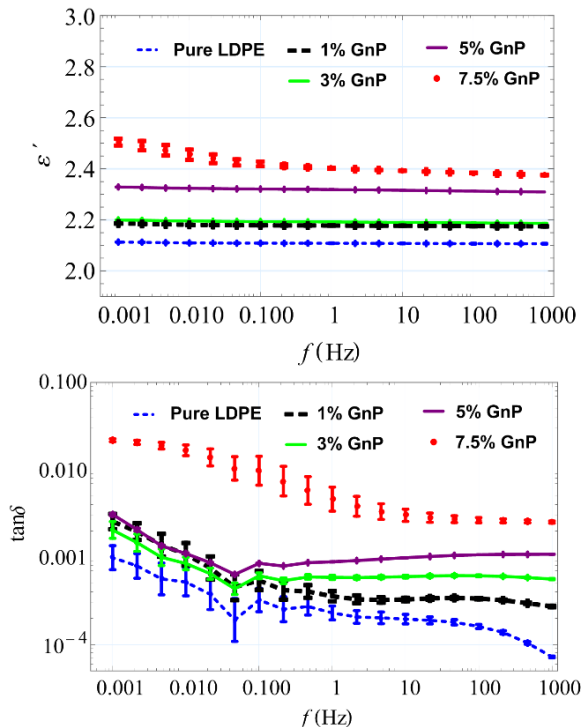 Pure LDPE 1% GnP 5% GnP
3% GnP 7.5% GnP
3.0
2.8
2.6
2.4
2.2
2.0
ε′
0.001 0.010 0.100 1 10 100 1000
f (Hz)
0.100
Pure LDPE 1% GnP 5% GnP
3% GnP 7.5% GnP
0.010
0.001
10⁻⁴
tanδ
0.001 0.010 0.100 1 10 100 1000
f (Hz)